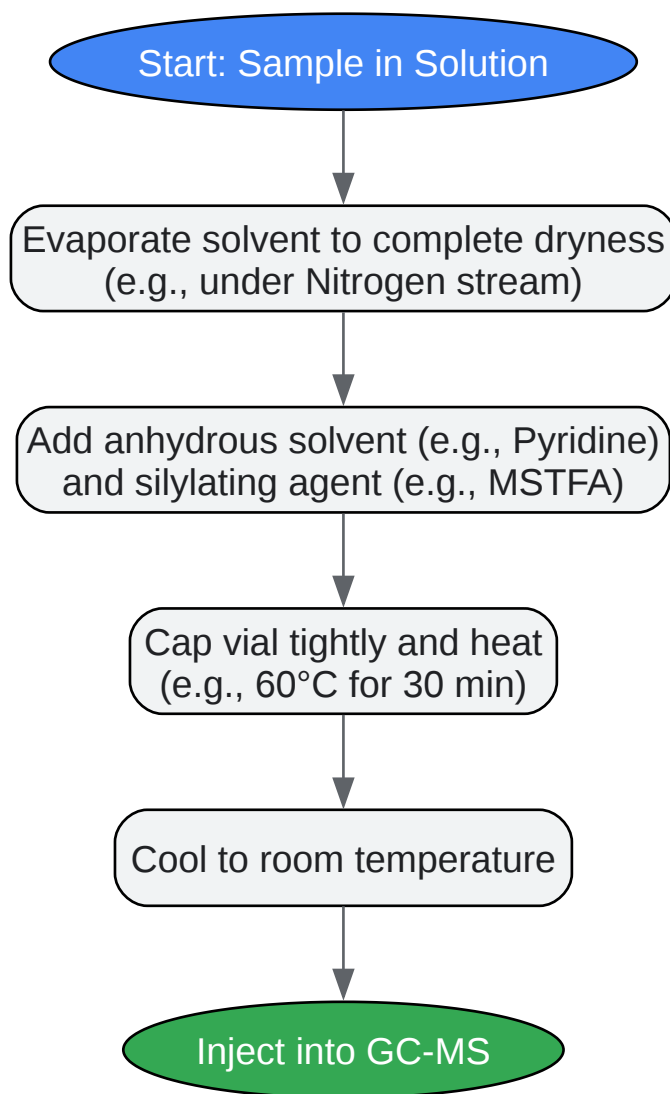 Start: Sample in Solution
Evaporate solvent to complete dryness
(e.g., under Nitrogen stream)
Add anhydrous solvent (e.g., Pyridine)
and silylating agent (e.g., MSTFA)
Cap vial tightly and heat
(e.g., 60°C for 30 min)
Cool to room temperature
Inject into GC-MS